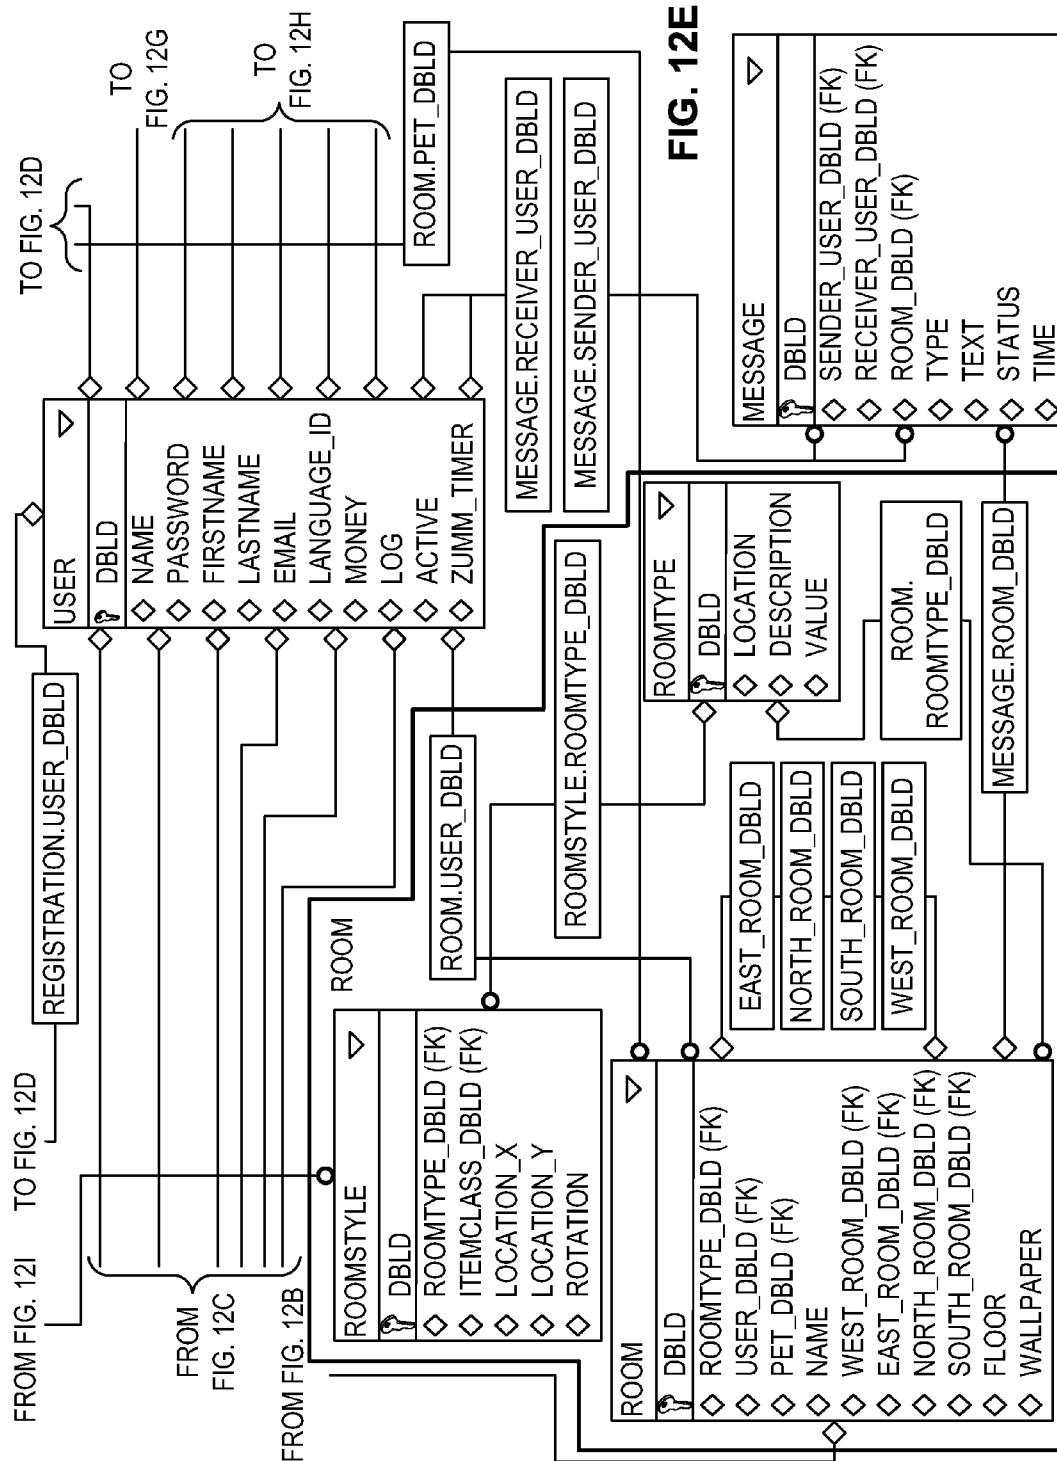 FIG. 12E
FROM FIG. 12I
TO FIG. 12D
REGISTRATION.USER_DBLD
TO FIG. 12D
TO
FIG. 12G
TO
FIG. 12H
FROM
FIG. 12C
FROM FIG. 12B
USER
DBLD
NAME
PASSWORD
FIRSTNAME
LASTNAME
EMAIL
LANGUAGE_ID
MONEY
LOG
ACTIVE
ZUMM_TIMER
ROOM.PET_DBLD
MESSAGE.RECEIVER_USER_DBLD
MESSAGE.SENDER_USER_DBLD
ROOM
ROOM.USER_DBLD
ROOMSTYLE
DBLD
ROOMTYPE_DBLD (FK)
ITEMCLASS_DBLD (FK)
LOCATION_X
LOCATION_Y
ROTATION
ROOMSTYLE.ROOMTYPE_DBLD
ROOMTYPE
DBLD
LOCATION
DESCRIPTION
VALUE
ROOM.
ROOMTYPE_DBLD
MESSAGE.ROOM_DBLD
EAST_ROOM_DBLD
NORTH_ROOM_DBLD
SOUTH_ROOM_DBLD
WEST_ROOM_DBLD
ROOM
DBLD
ROOMTYPE_DBLD (FK)
USER_DBLD (FK)
PET_DBLD (FK)
NAME
WEST_ROOM_DBLD (FK)
EAST_ROOM_DBLD (FK)
NORTH_ROOM_DBLD (FK)
SOUTH_ROOM_DBLD (FK)
FLOOR
WALLPAPER
MESSAGE
DBLD
SENDER_USER_DBLD (FK)
RECEIVER_USER_DBLD (FK)
ROOM_DBLD (FK)
TYPE
TEXT
STATUS
TIME